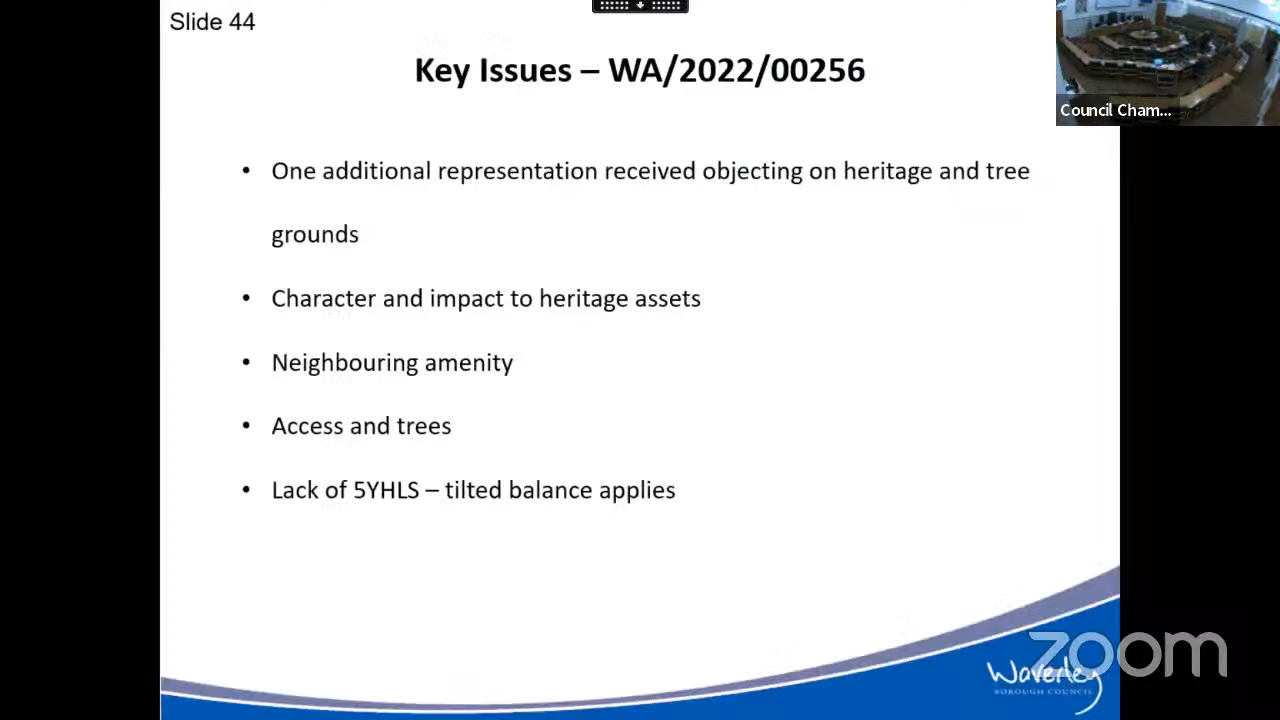 Slide 44
Key Issues – WA/2022/00256
Council Cham...
• One additional representation received objecting on heritage and tree
grounds
• Character and impact to heritage assets
• Neighbouring amenity
• Access and trees
• Lack of 5YHLS – tilted balance applies
zoom
Waverley
BOROUGH COUNCIL